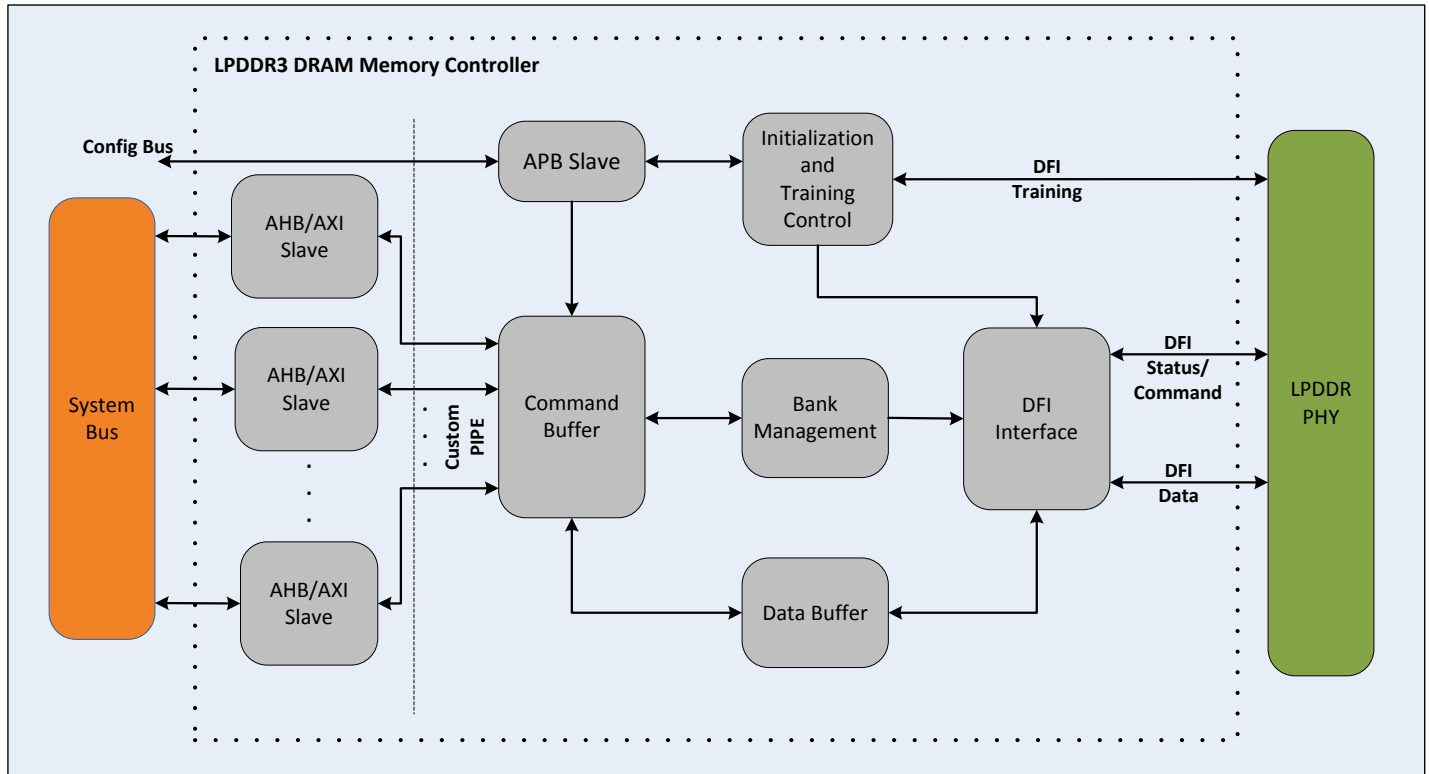 LPDDR3 DRAM Memory Controller
Config Bus
APB Slave
Initialization
and
Training
Control
DFI
Training
AHB/AXI
Slave
System
Bus
AHB/AXI
Slave
Custom
PIPE
Command
Buffer
Bank
Management
DFI
Interface
DFI
Status/
Command
DFI
Data
LPDDR
PHY
AHB/AXI
Slave
Data Buffer